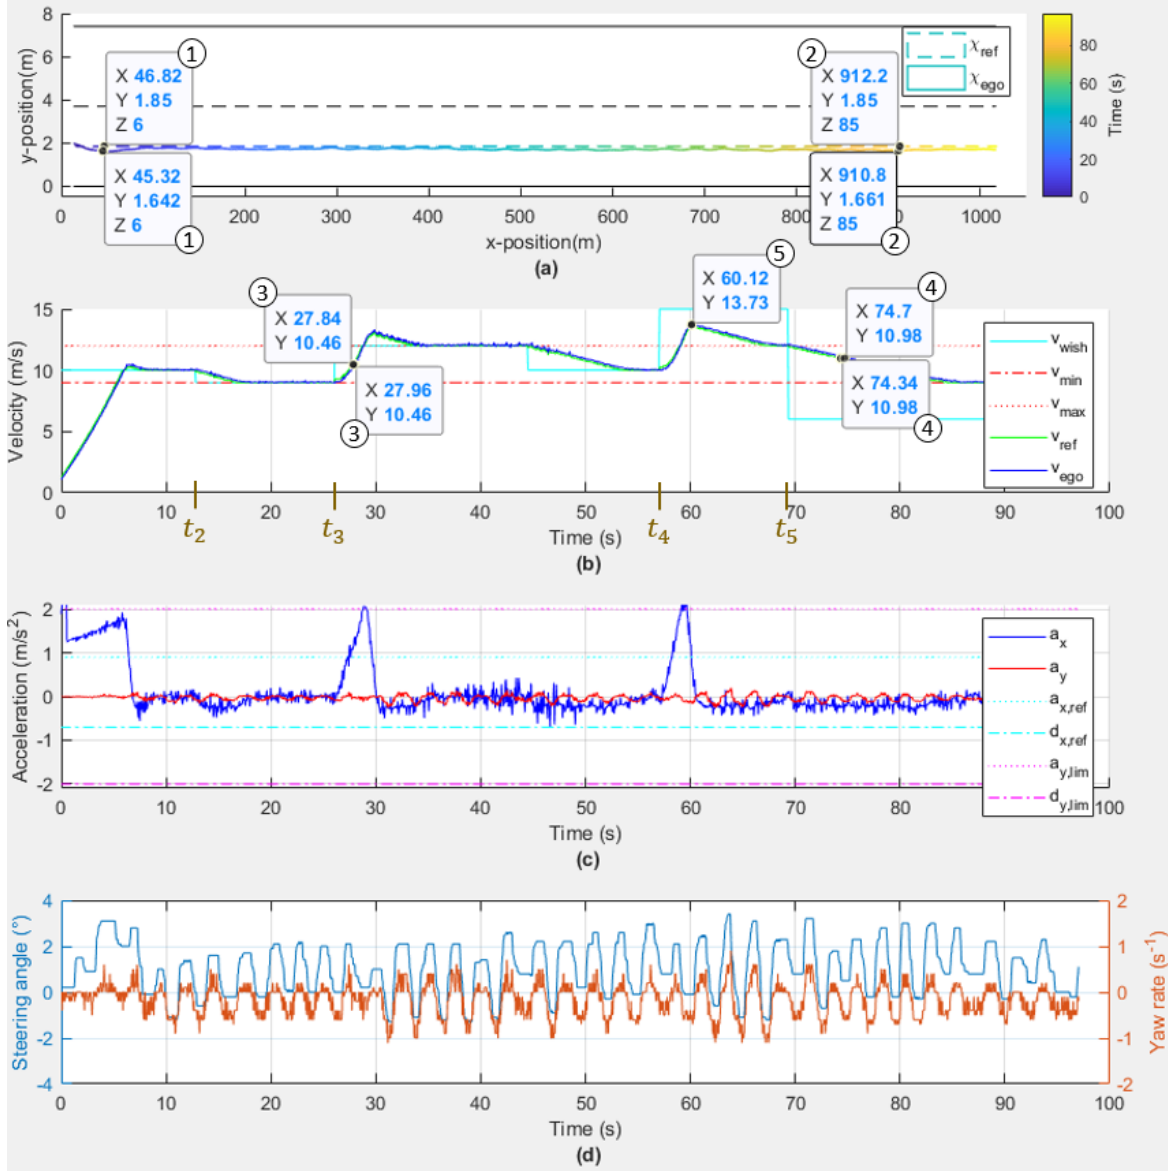 8
6
4
2
0
y-position(m)
1
X 46.82
Y 1.85
Z 6
X 45.32
Y 1.642
Z 6
1
2
X 912.2
Y 1.85
Z 85
X 910.8
Y 1.661
Z 85
2
χref
χego
80
60
40
20
0
Time (s)
0 200 300 400 500 600 700 800 0 1000
x-position(m)
(a)
15
10
5
0
Velocity (m/s)
3
X 27.84
Y 10.46
X 27.96
Y 10.46
3
5
X 60.12
Y 13.73
4
X 74.7
Y 10.98
X 74.34
Y 10.98
4
vwish
vmin
vmax
vref
vego
0 10 20 30 40 50 60 70 80 90 100
t2 t3 t4 t5
Time (s)
(b)
2
1
0
-1
-2
Acceleration (m/s2)
ax
ay
ax,ref
dx,ref
ay,lim
dy,lim
0 10 20 30 40 50 60 70 80 90 100
Time (s)
(c)
4
2
0
-2
-4
Steering angle (°)
2
1
0
-1
-2
Yaw rate (s-1)
0 10 20 30 40 50 60 70 80 90 100
Time (s)
(d)